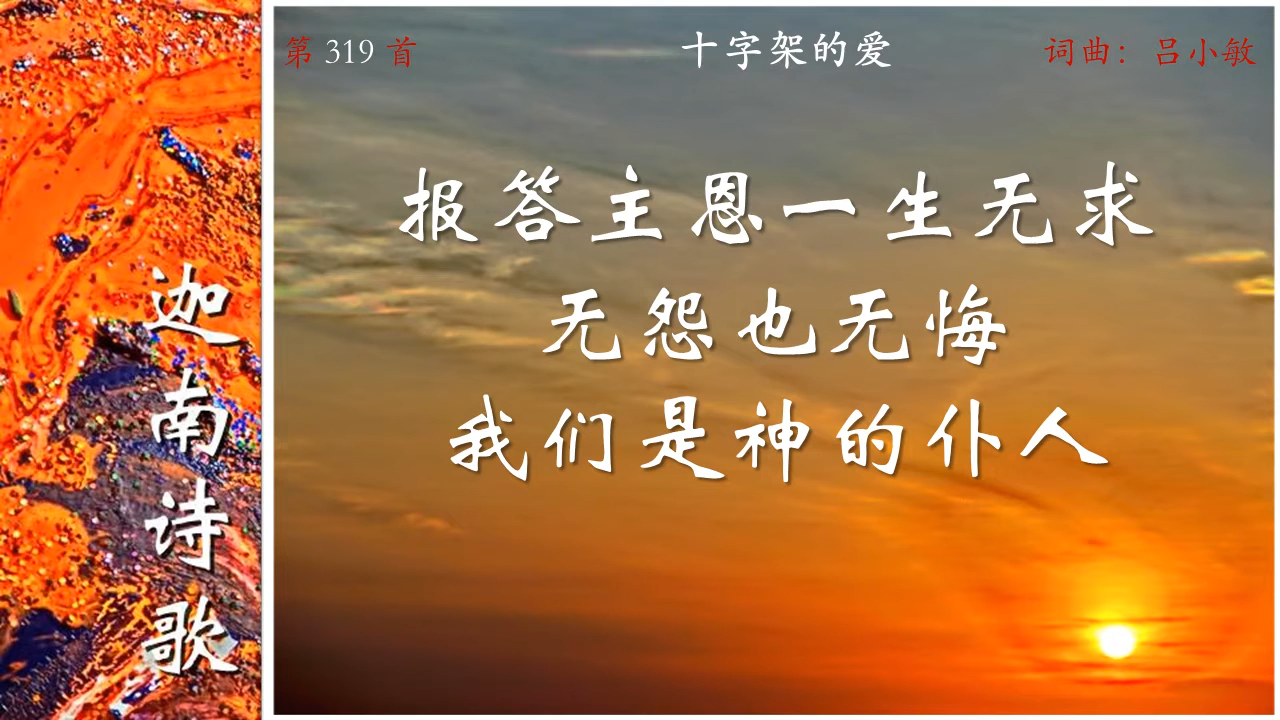 第 319 首
十字架的爱
词曲：吕小敏
报答主恩一生无求
无怨也无悔
我们是神的仆人
迦南诗歌